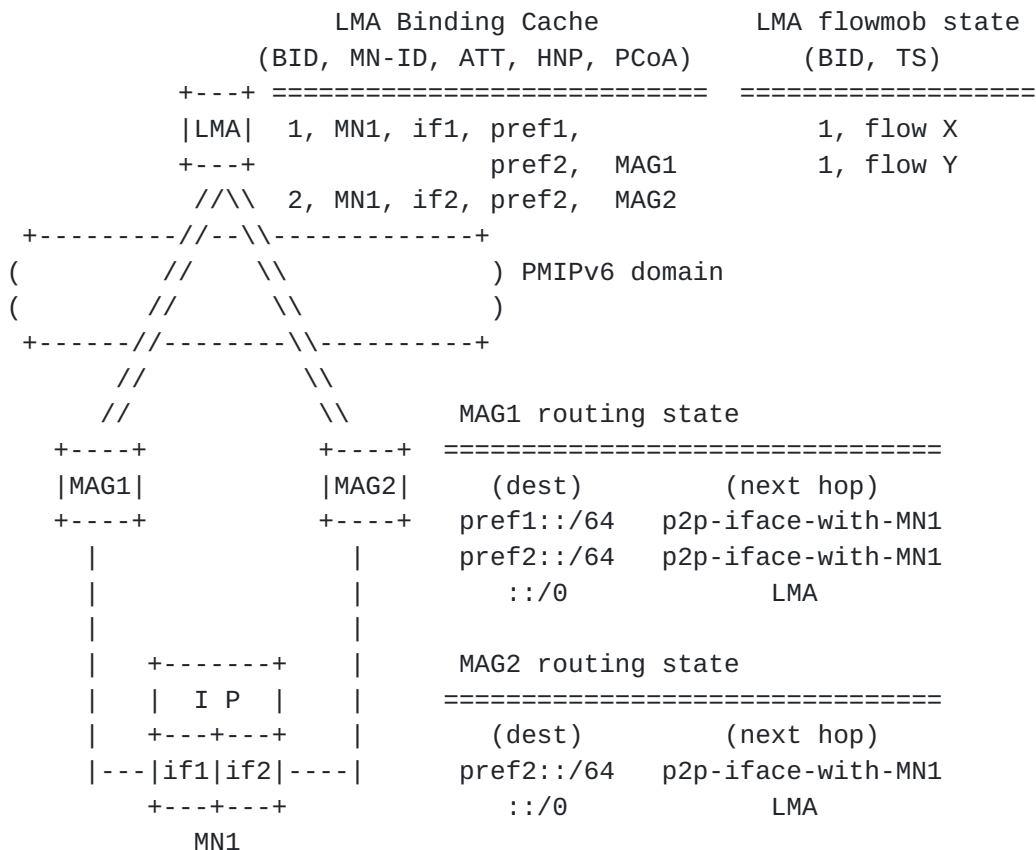 LMA Binding Cache LMA flowmob state
(BID, MN-ID, ATT, HNP, PCoA) (BID, TS)
+---+ ============================ ===================
|LMA| 1, MN1, if1, pref1, 1, flow X
+---+ pref2, MAG1 1, flow Y
//\\ 2, MN1, if2, pref2, MAG2
+---------//--\\-------------+
( // \\ ) PMIPv6 domain
( // \\ )
+------//--------\\----------+
// \\
// \\ MAG1 routing state
+----+ +----+ ================================
|MAG1| |MAG2| (dest) (next hop)
+----+ +----+ pref1::/64 p2p-iface-with-MN1
| | pref2::/64 p2p-iface-with-MN1
| | ::/0 LMA
| |
| +-------+ | MAG2 routing state
| | I P | | ================================
| +---+---+ | (dest) (next hop)
|---|if1|if2|----| pref2::/64 p2p-iface-with-MN1
+---+---+ ::/0 LMA
MN1